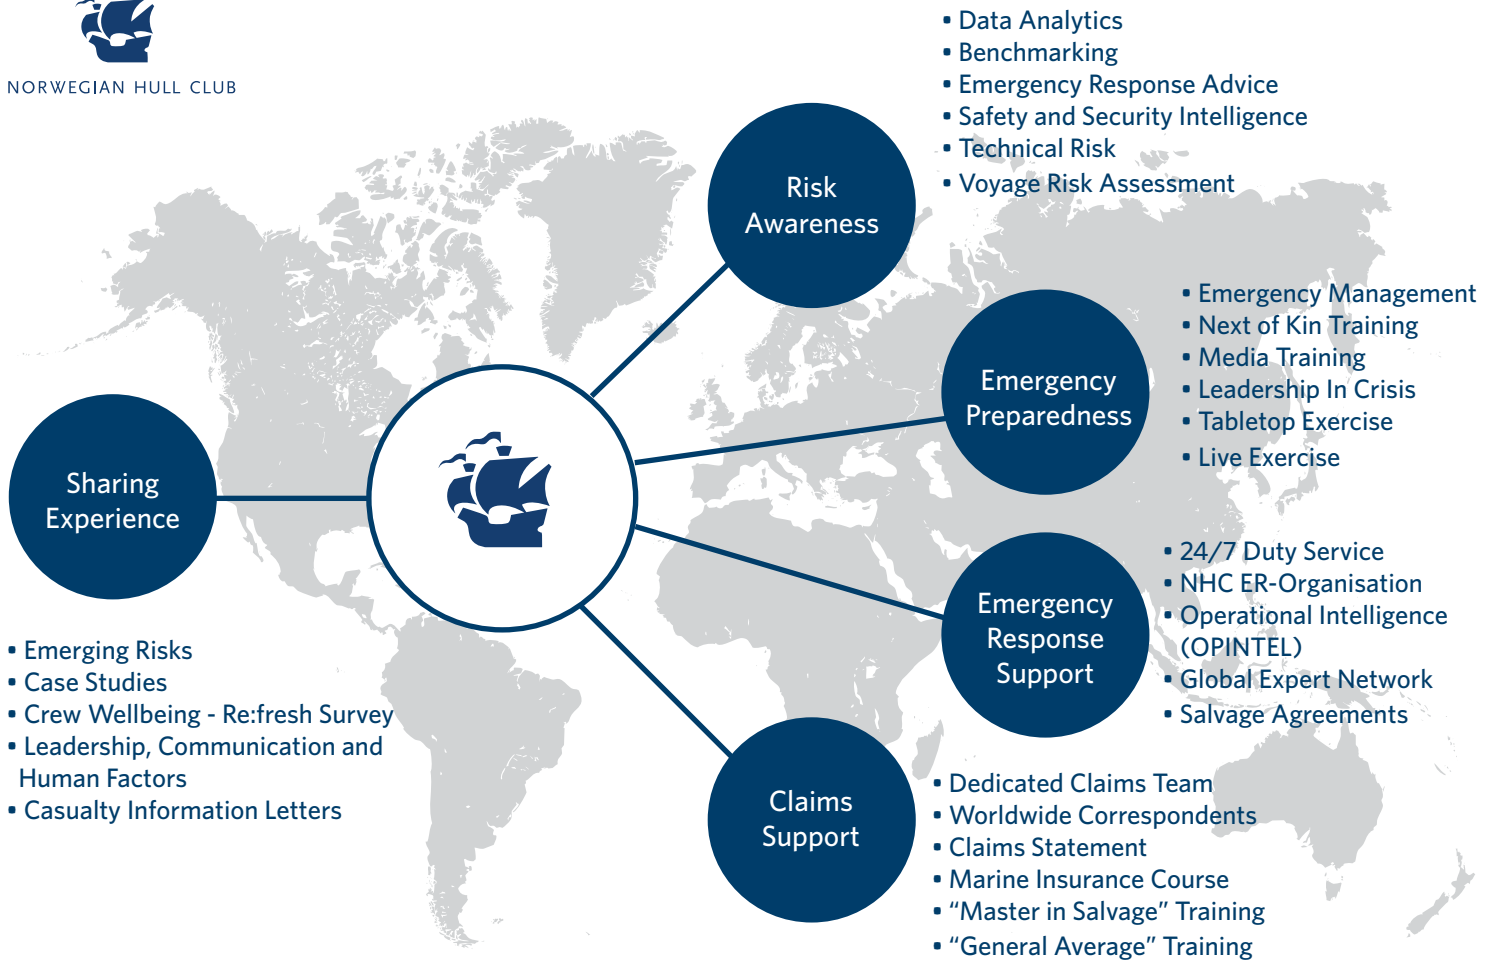 NORWEGIAN HULL CLUB
Risk
Awareness
• Data Analytics
• Benchmarking
• Emergency Response Advice
• Safety and Security Intelligence
• Technical Risk
• Voyage Risk Assessment
Emergency
Preparedness
• Emergency Management
• Next of Kin Training
• Media Training
• Leadership In Crisis
• Tabletop Exercise
• Live Exercise
Emergency
Response
Support
• 24/7 Duty Service
• NHC ER-Organisation
• Operational Intelligence
(OPINTEL)
• Global Expert Network
• Salvage Agreements
Claims
Support
• Dedicated Claims Team
• Worldwide Correspondents
• Claims Statement
• Marine Insurance Course
• “Master in Salvage” Training
• “General Average” Training
Sharing
Experience
• Emerging Risks
• Case Studies
• Crew Wellbeing - Re:fresh Survey
• Leadership, Communication and
Human Factors
• Casualty Information Letters